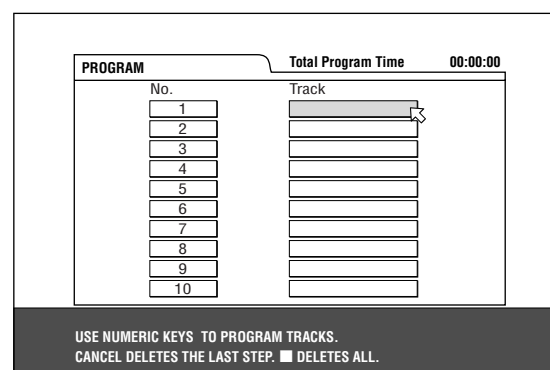 PROGRAM Total Program Time 00:00:00
No. Track
1
2
3
4
5
6
7
8
9
10
USE NUMERIC KEYS TO PROGRAM TRACKS.
CANCEL DELETES THE LAST STEP. ■ DELETES ALL.